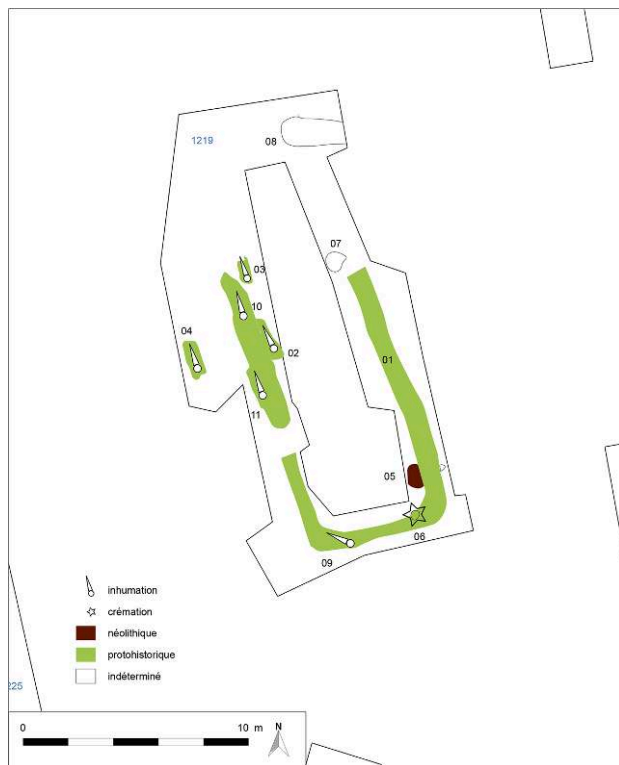 08
1219
07
03
10
04
02
01
11
05
06
09
inhumation
crémation
néolithique
protohistorique
indéterminé
225
0 10 m N